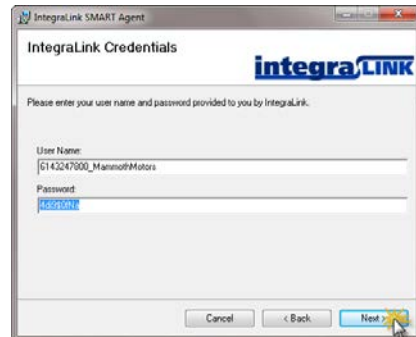 IntegraLink SMART Agent
IntegraLink Credentials
integraLINK
Please enter your user name and password provided to you by IntegraLink.
User Name:
6143247800_MammothMotors
Password:
Cancel
< Back
Next >